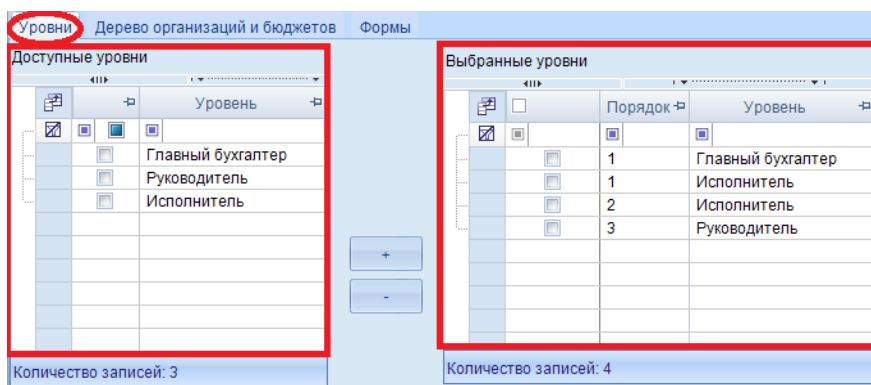 Уровни Дерево организаций и бюджетов Формы
Доступные уровни
Уровень
Главный бухгалтер
Руководитель
Исполнитель
Количество записей: 3
+
-
Выбранные уровни
Порядок Уровень
1 Главный бухгалтер
1 Исполнитель
2 Исполнитель
3 Руководитель
Количество записей: 4